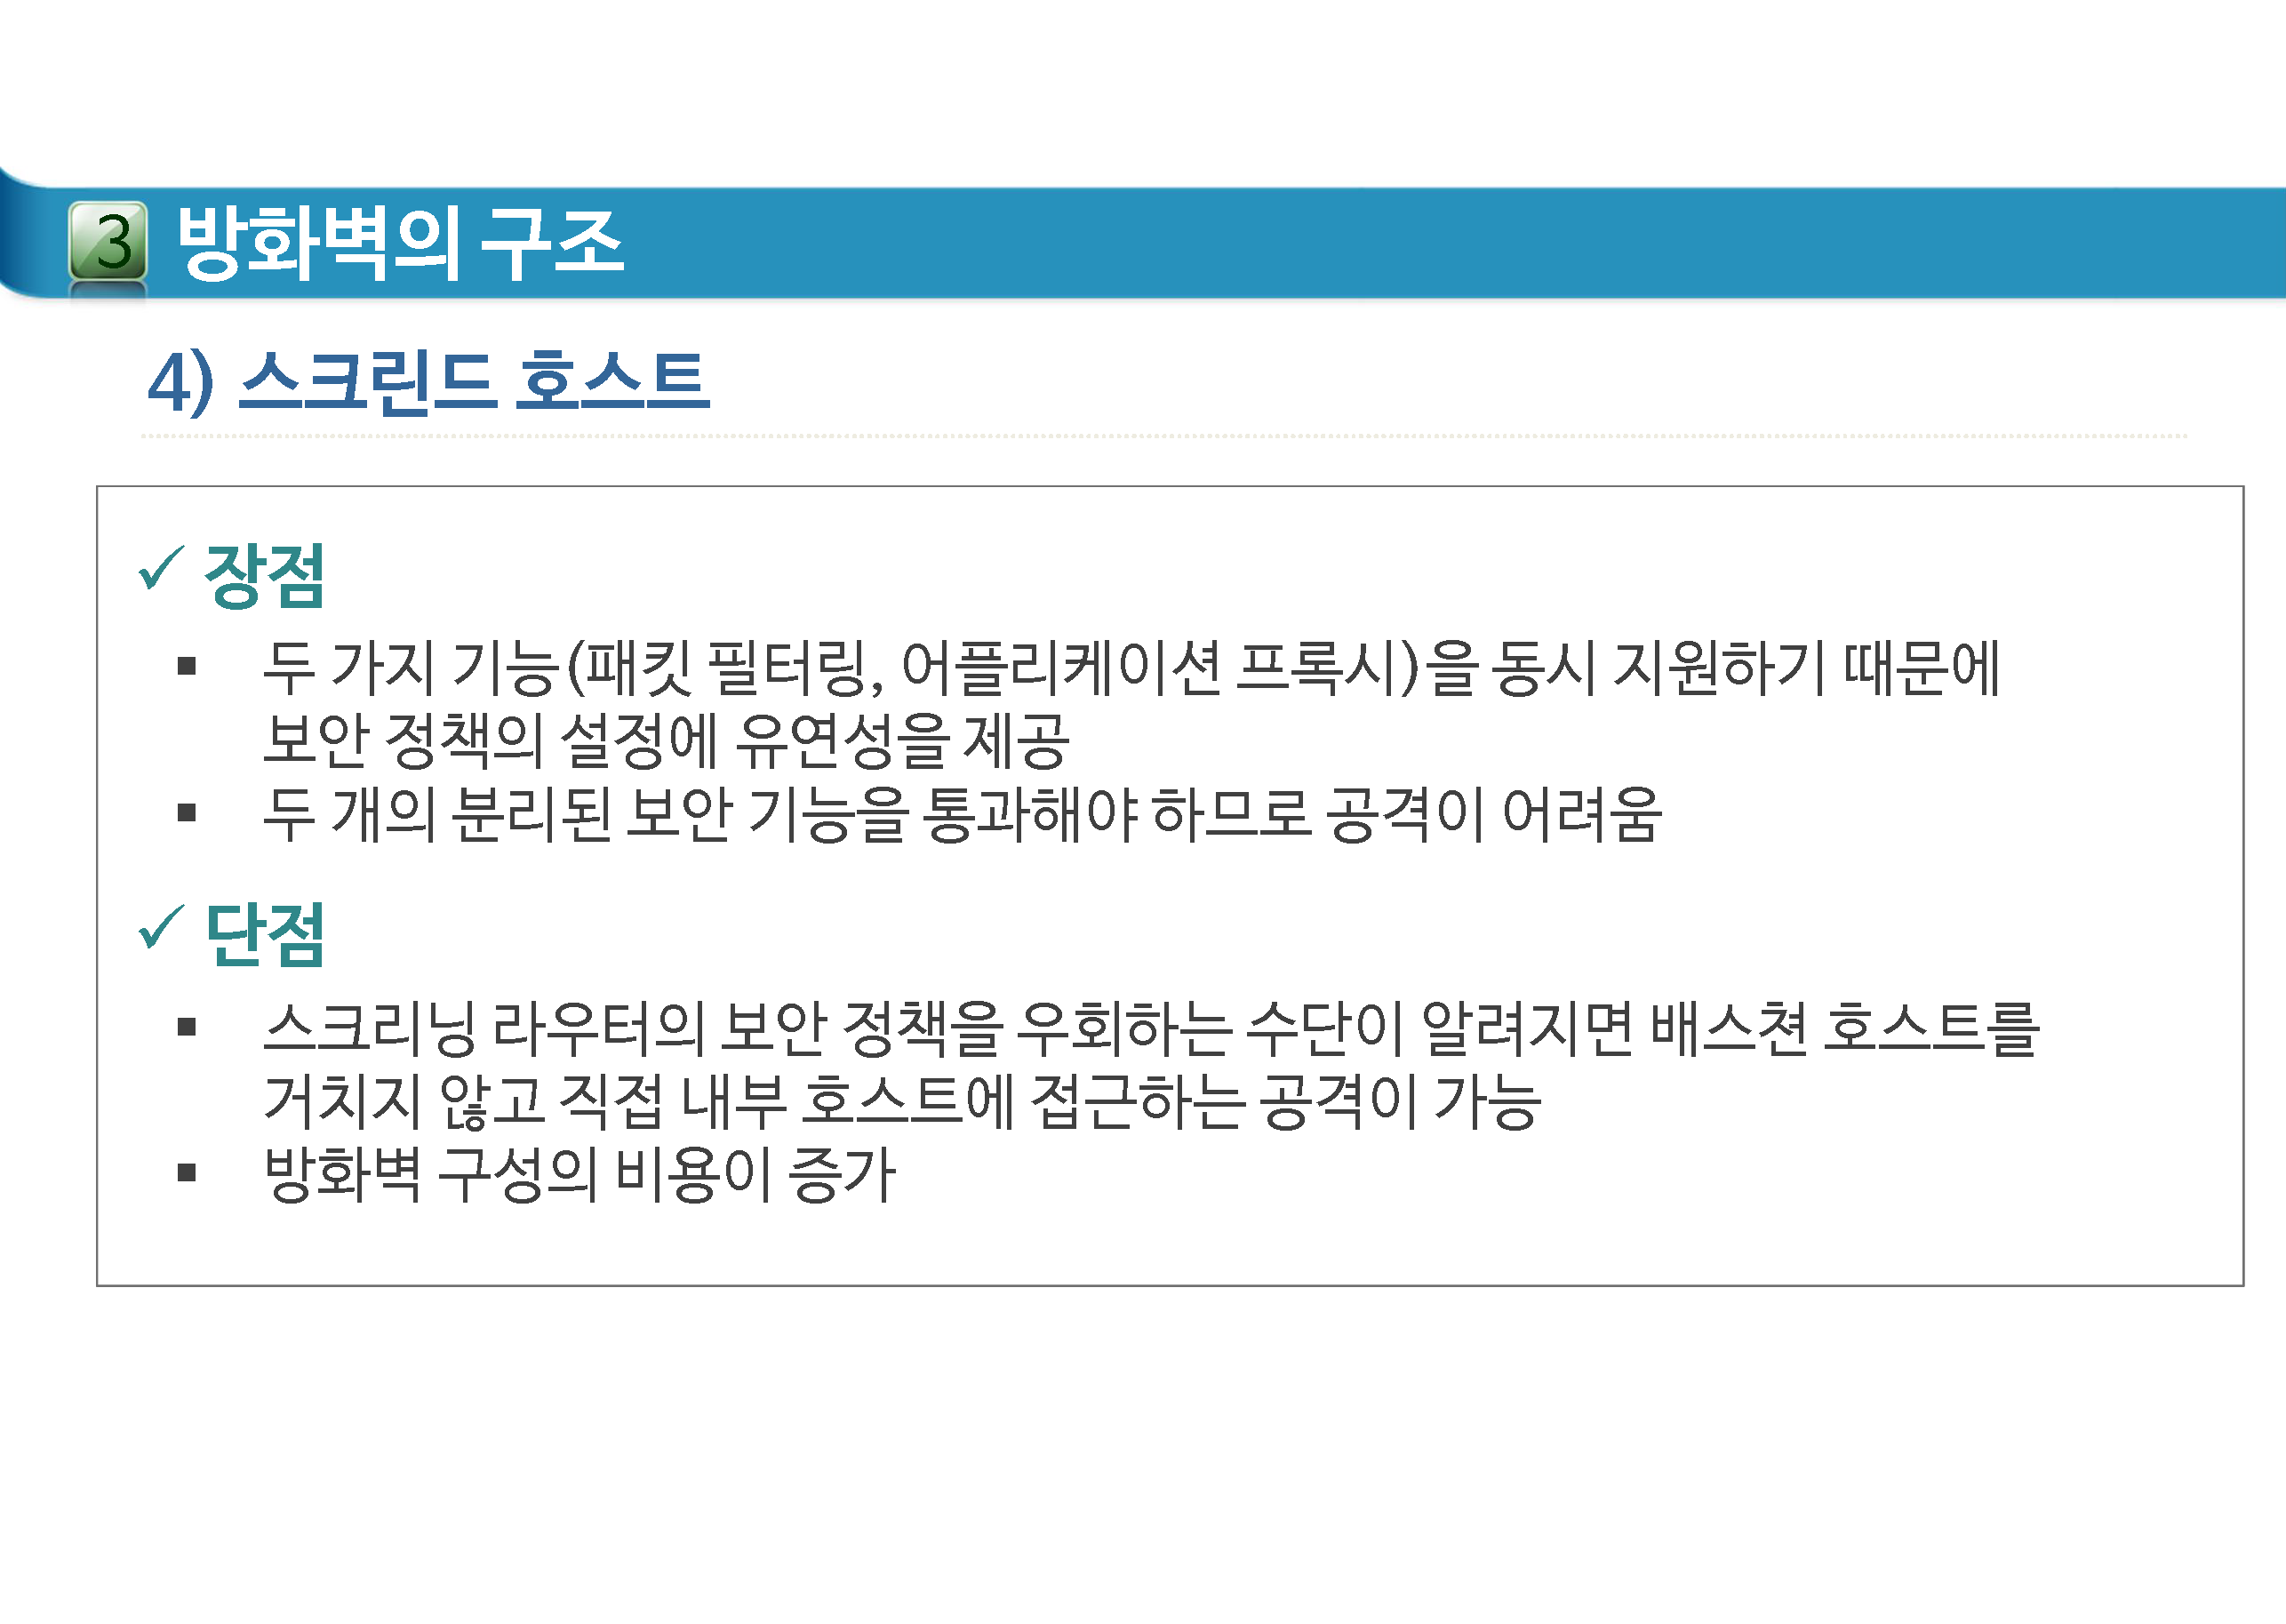 3 방화벽의 구조
4) 스크린드 호스트
✓ 장점
▪ 두 가지 기능(패킷 필터링, 어플리케이션 프록시)을 동시 지원하기 때문에
보안 정책의 설정에 유연성을 제공
▪ 두 개의 분리된 보안 기능을 통과해야 하므로 공격이 어려움
✓ 단점
▪ 스크리닝 라우터의 보안 정책을 우회하는 수단이 알려지면 배스쳔 호스트를
거치지 않고 직접 내부 호스트에 접근하는 공격이 가능
▪ 방화벽 구성의 비용이 증가